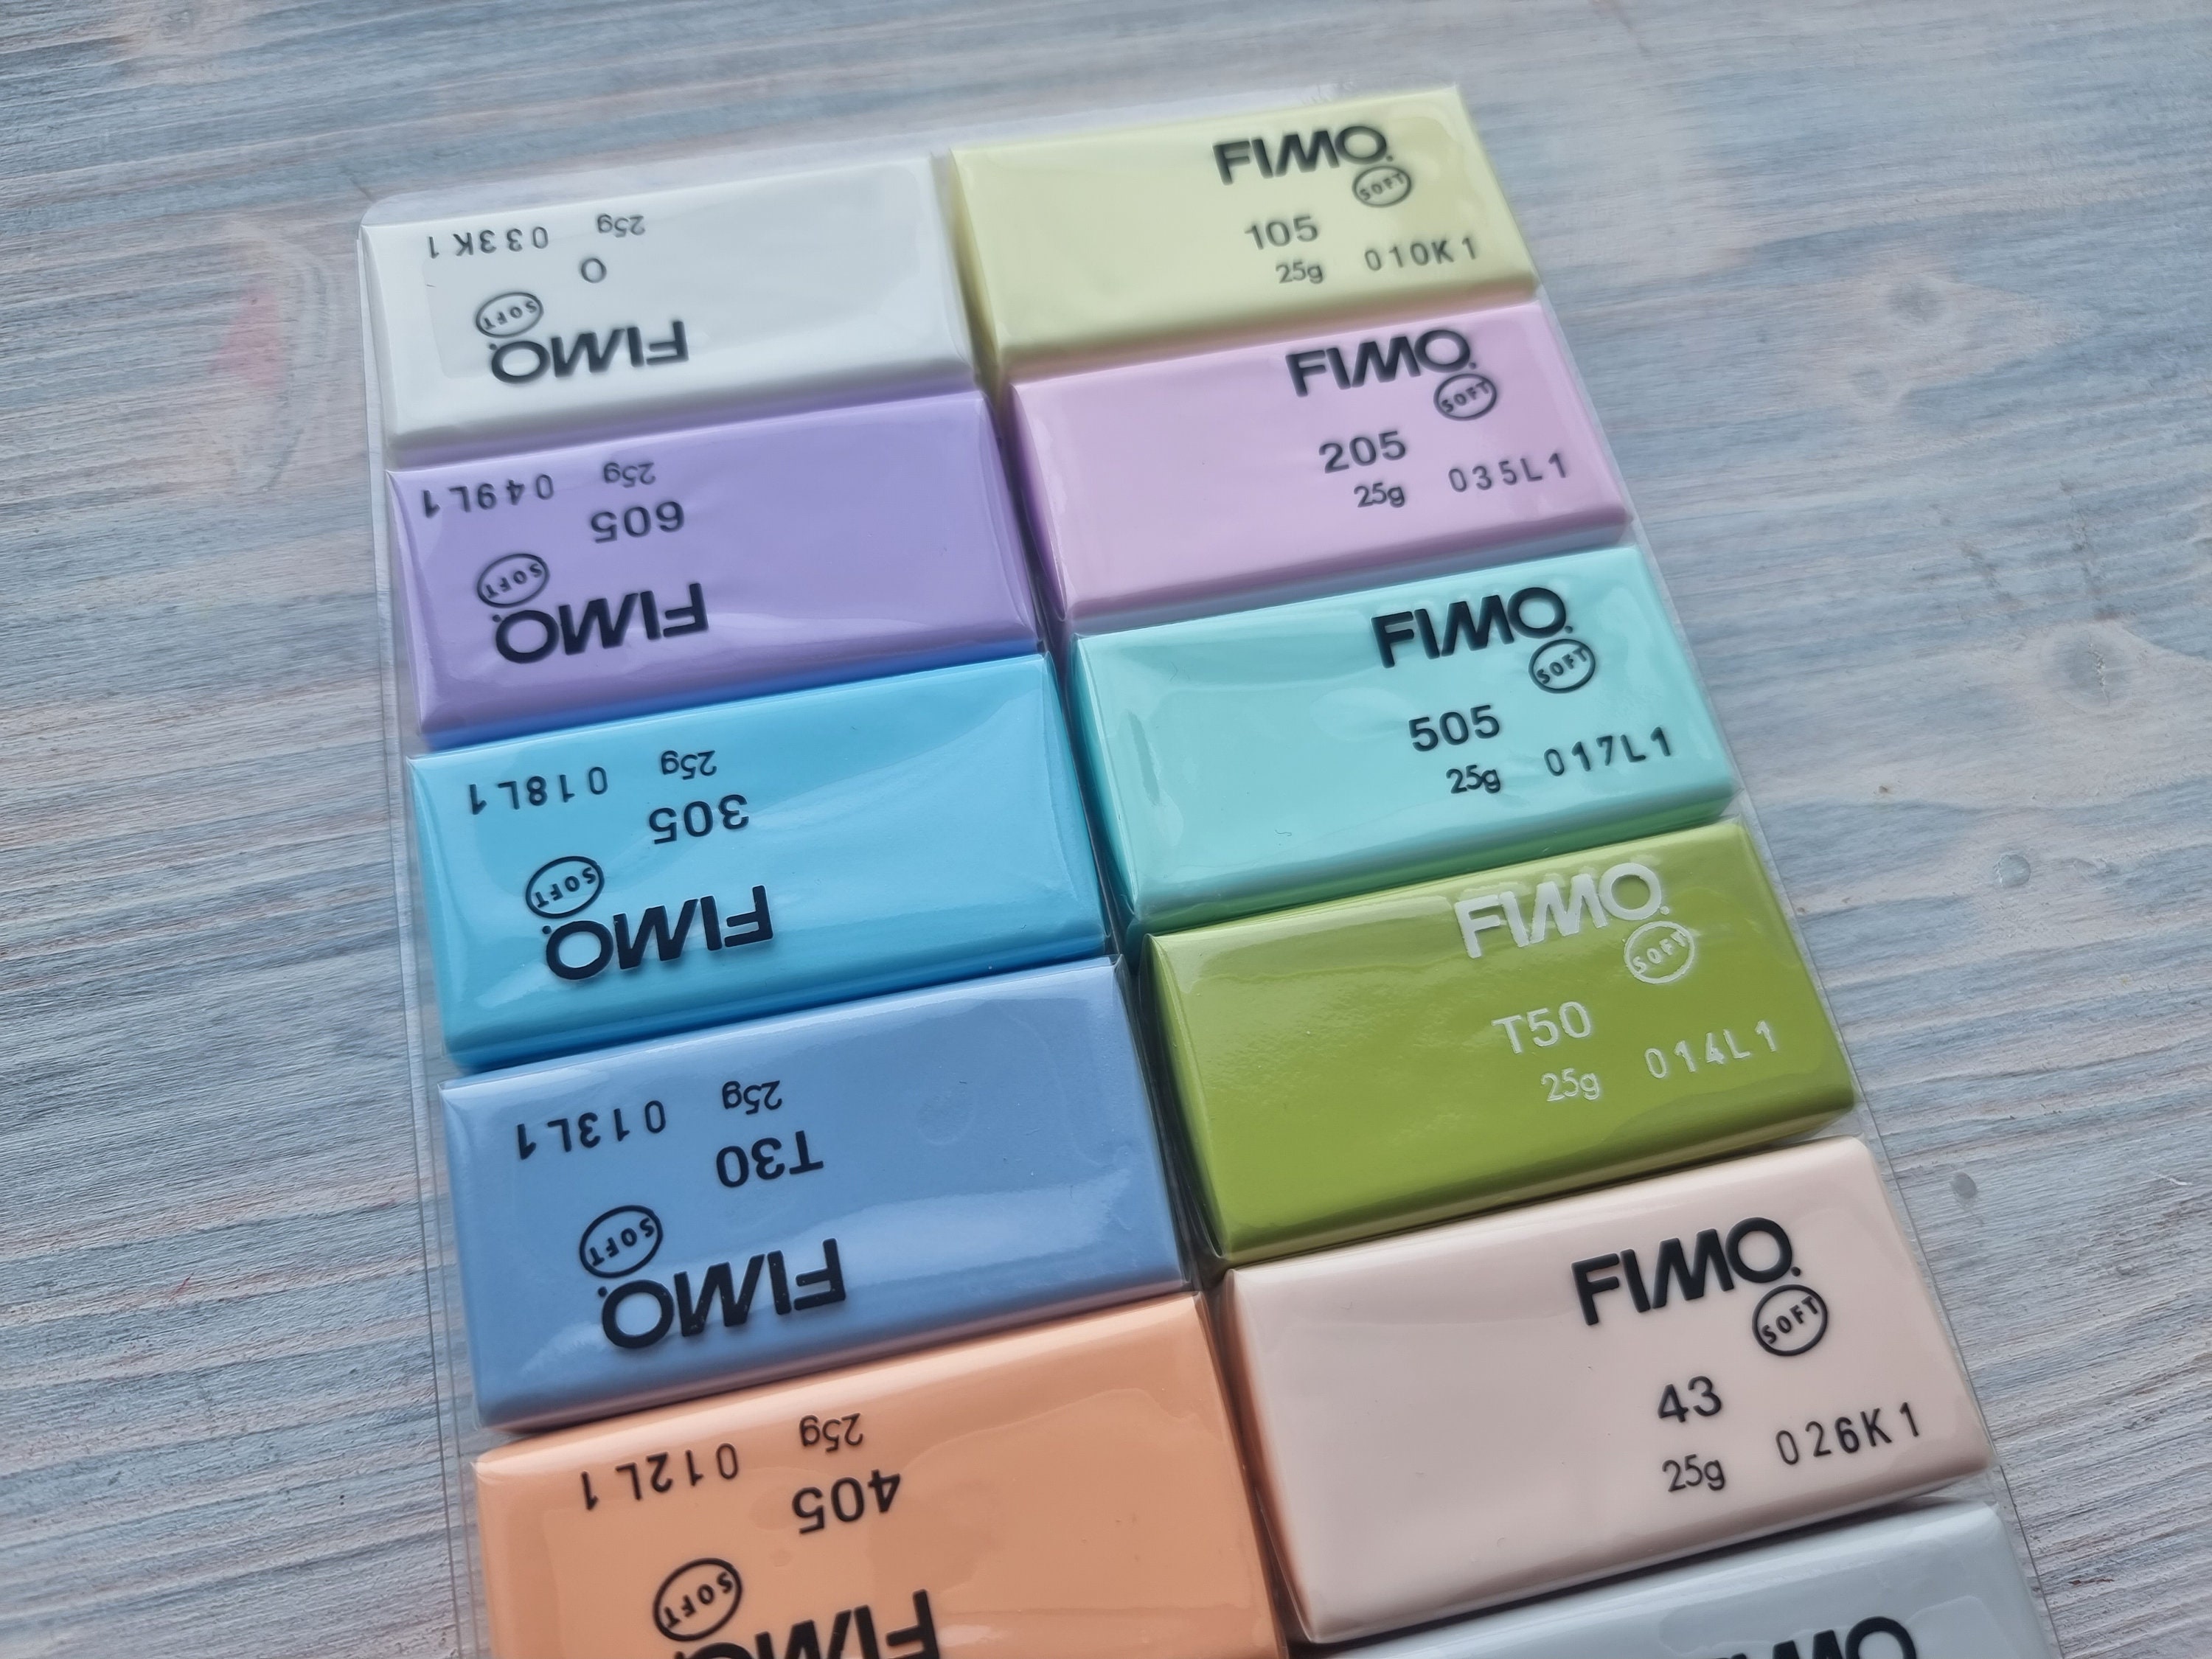 FIMO
SOFT
0
25g 033K1
FIMO
SOFT
105
25g 010K1
FIMO
SOFT
605
25g 049L1
FIMO
SOFT
205
25g 035L1
FIMO
SOFT
305
25g 018L1
FIMO
SOFT
505
25g 017L1
FIMO
SOFT
T30
25g 013L1
FIMO
SOFT
T50
25g 014L1
FIMO
SOFT
405
25g 012L1
FIMO
SOFT
43
25g 026K1